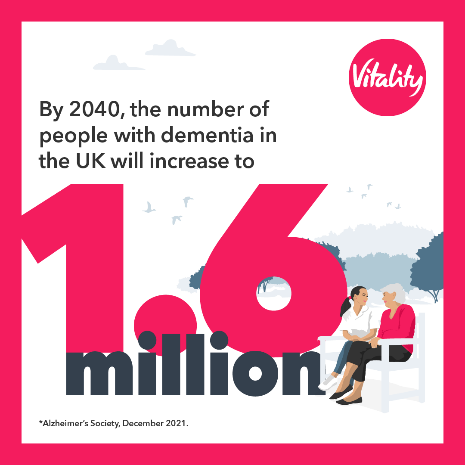 Vitality
By 2040, the number of
people with dementia in
the UK will increase to
1.6
million
*Alzheimer's Society, December 2021.